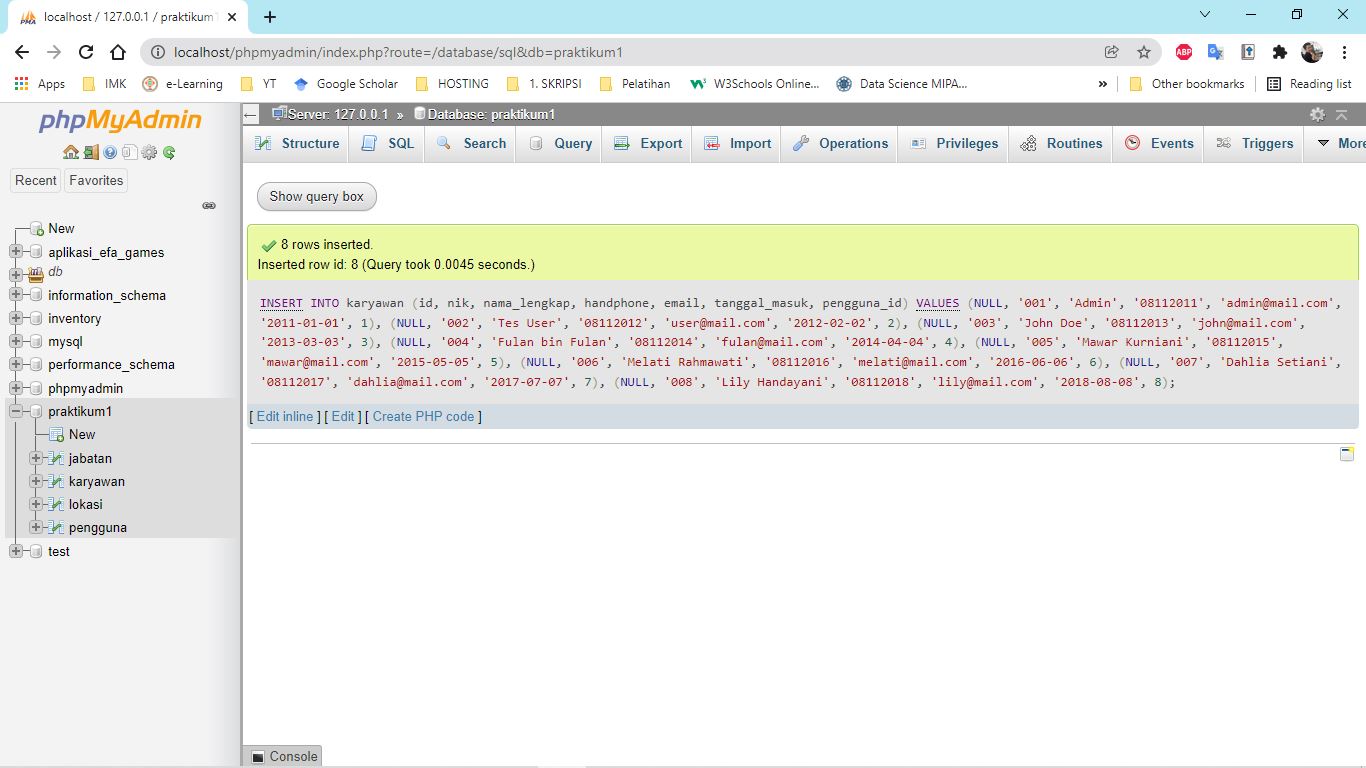 localhost / 127.0.0.1 / praktikum1
localhost/phpmyadmin/index.php?route=/database/sql&db=praktikum1
ABP
Apps IMK e-Learning YT Google Scholar HOSTING 1. SKRIPSI Pelatihan W3Schools Online... Data Science MIPA... » Other bookmarks Reading list
phpMyAdmin
Recent Favorites
New
aplikasi_efa_games
db
information_schema
inventory
mysql
performance_schema
phpmyadmin
praktikum1
New
jabatan
karyawan
lokasi
pengguna
test
Server: 127.0.0.1 » Database: praktikum1
Structure SQL Search Query Export Import Operations Privileges Routines Events Triggers More
Show query box
8 rows inserted.
Inserted row id: 8 (Query took 0.0045 seconds.)
INSERT INTO karyawan (id, nik, nama_lengkap, handphone, email, tanggal_masuk, pengguna_id) VALUES (NULL, '001', 'Admin', '08112011', 'admin@mail.com',
'2011-01-01', 1), (NULL, '002', 'Tes User', '08112012', 'user@mail.com', '2012-02-02', 2), (NULL, '003', 'John Doe', '08112013', 'john@mail.com',
'2013-03-03', 3), (NULL, '004', 'Fulan bin Fulan', '08112014', 'fulan@mail.com', '2014-04-04', 4), (NULL, '005', 'Mawar Kurniani', '08112015',
'mawar@mail.com', '2015-05-05', 5), (NULL, '006', 'Melati Rahmawati', '08112016', 'melati@mail.com', '2016-06-06', 6), (NULL, '007', 'Dahlia Setiani',
'08112017', 'dahlia@mail.com', '2017-07-07', 7), (NULL, '008', 'Lily Handayani', '08112018', 'lily@mail.com', '2018-08-08', 8);
[ Edit inline ] [ Edit ] [ Create PHP code ]
Console